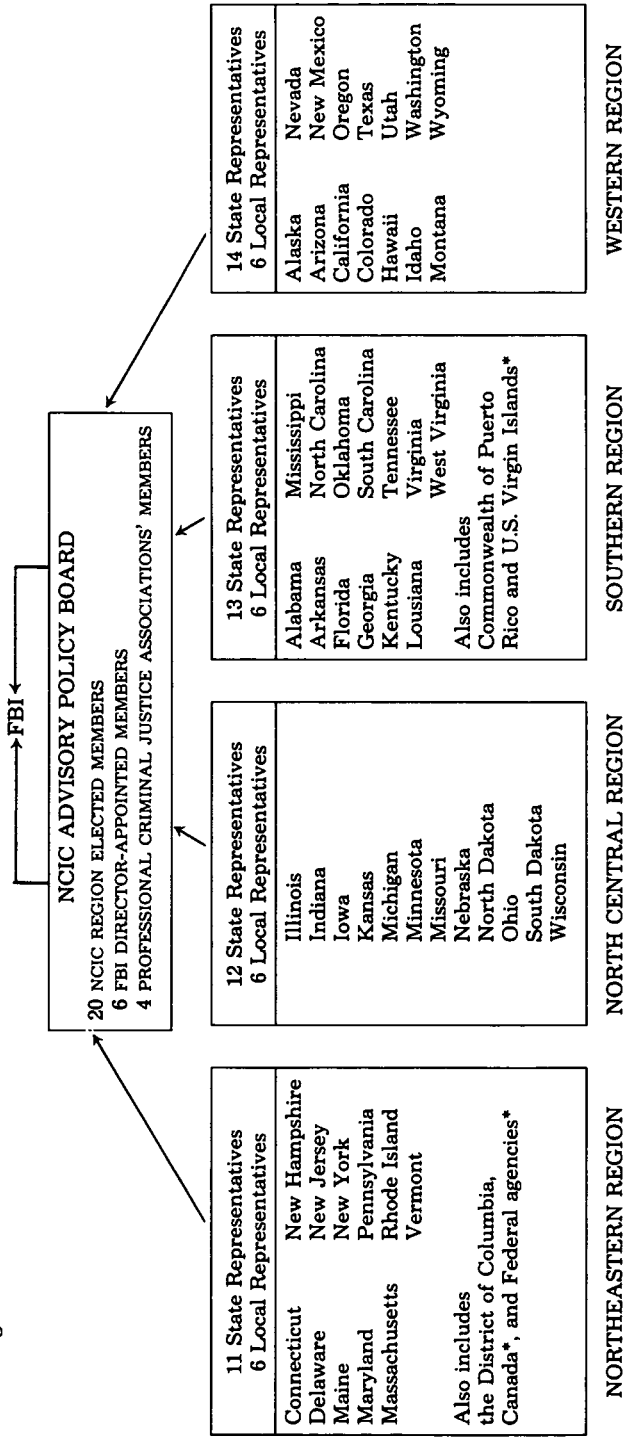 FBI
NCIC ADVISORY POLICY BOARD
20 NCIC REGION ELECTED MEMBERS
6 FBI DIRECTOR-APPOINTED MEMBERS
4 PROFESSIONAL CRIMINAL JUSTICE ASSOCIATIONS' MEMBERS
11 State Representatives
6 Local Representatives
Connecticut
Delaware
Maine
Maryland
Massachusetts
New Hampshire
New Jersey
New York
Pennsylvania
Rhode Island
Vermont
Also includes
the District of Columbia,
Canada*, and Federal agencies*
NORTHEASTERN REGION
12 State Representatives
6 Local Representatives
Illinois
Indiana
Iowa
Kansas
Michigan
Minnesota
Missouri
Nebraska
North Dakota
Ohio
South Dakota
Wisconsin
NORTH CENTRAL REGION
13 State Representatives
6 Local Representatives
Alabama
Arkansas
Florida
Georgia
Kentucky
Lousiana
Mississippi
North Carolina
Oklahoma
South Carolina
Tennessee
Virginia
West Virginia
Also includes
Commonwealth of Puerto
Rico and U.S. Virgin Islands*
SOUTHERN REGION
14 State Representatives
6 Local Representatives
Alaska
Arizona
California
Colorado
Hawaii
Idaho
Montana
Nevada
New Mexico
Oregon
Texas
Utah
Washington
Wyoming
WESTERN REGION